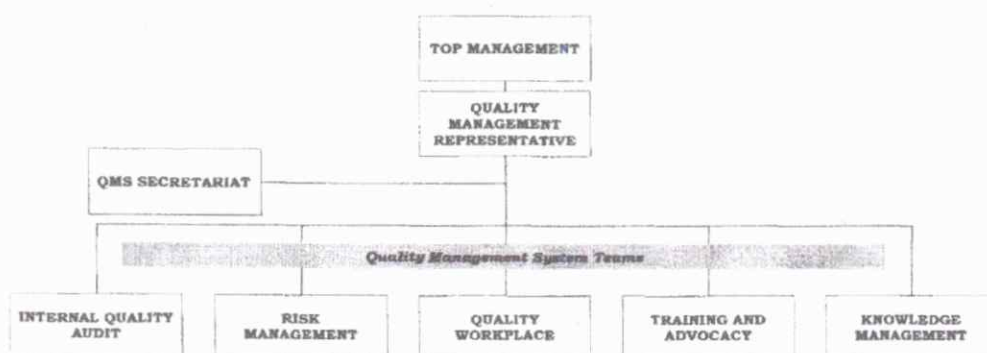 TOP MANAGEMENT
QUALITY
MANAGEMENT
REPRESENTATIVE
QMS SECRETARIAT
Quality Management System Teams
INTERNAL QUALITY
AUDIT
RISK
MANAGEMENT
QUALITY
WORKPLACE
TRAINING AND
ADVOCACY
KNOWLEDGE
MANAGEMENT